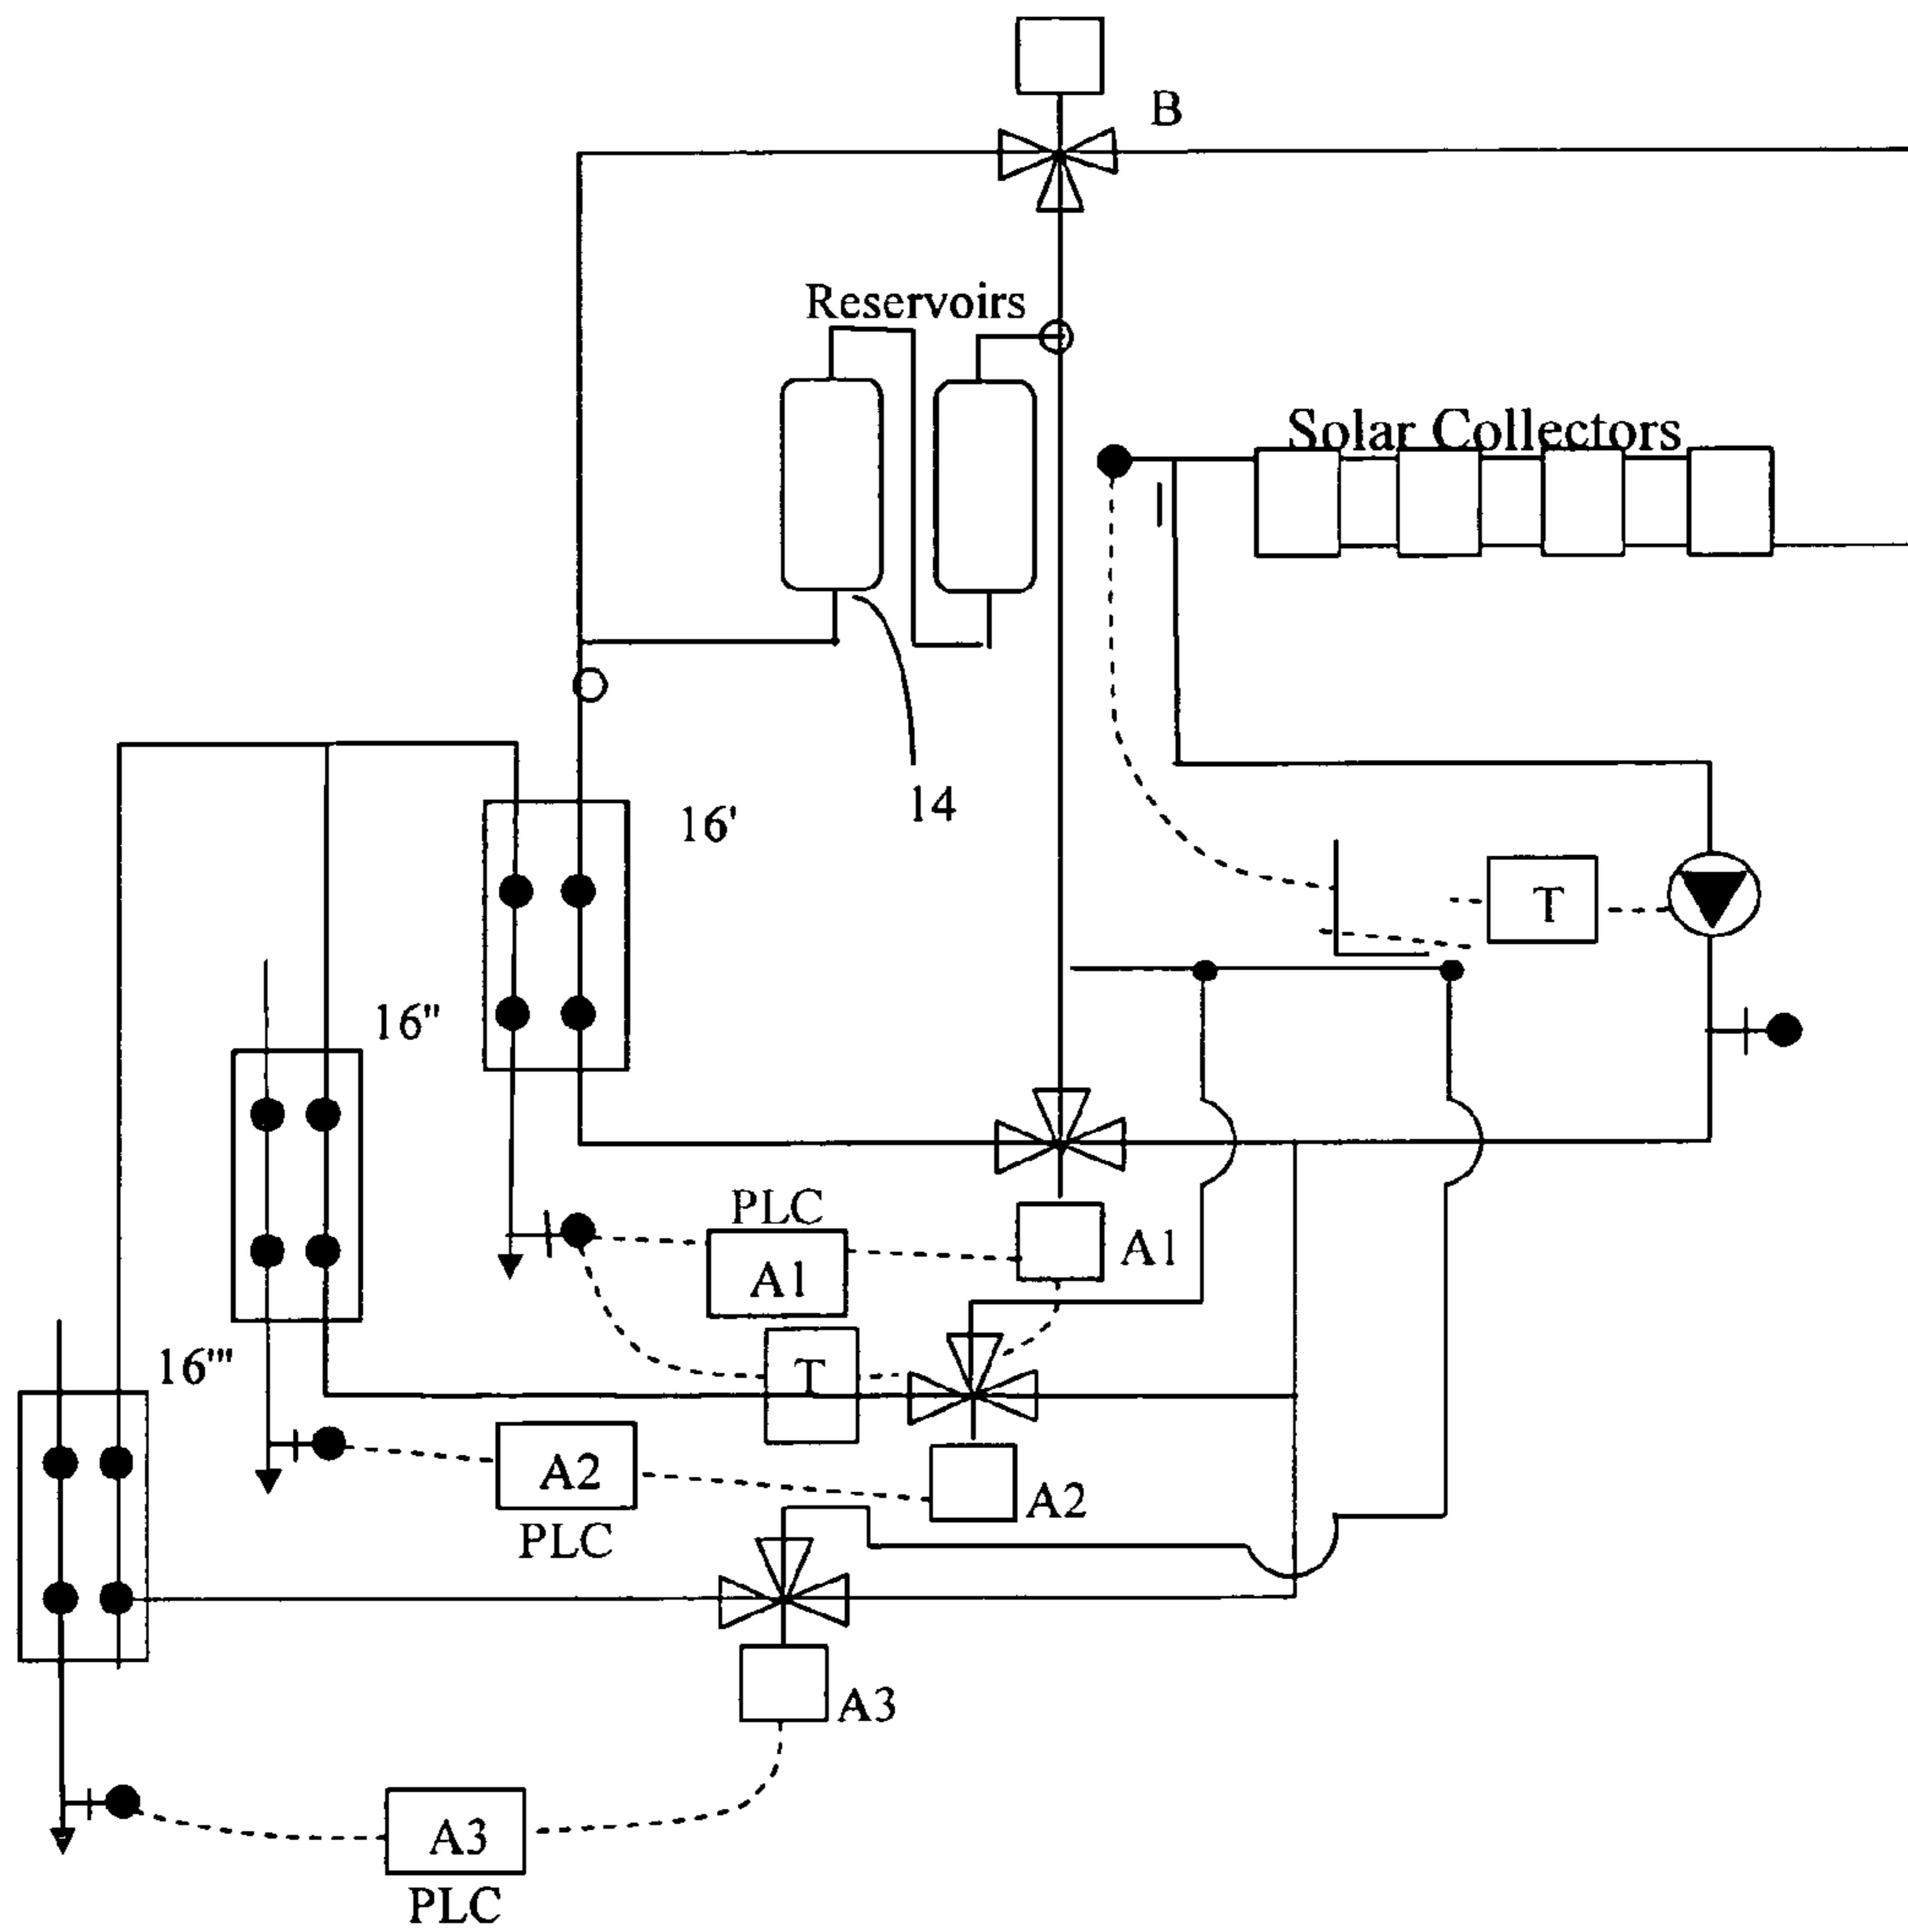 B
Reservoirs
Solar Collectors
14
16'
T
16"
PLC
A1
A1
16'''
T
A2
A2
PLC
A3
A3
PLC